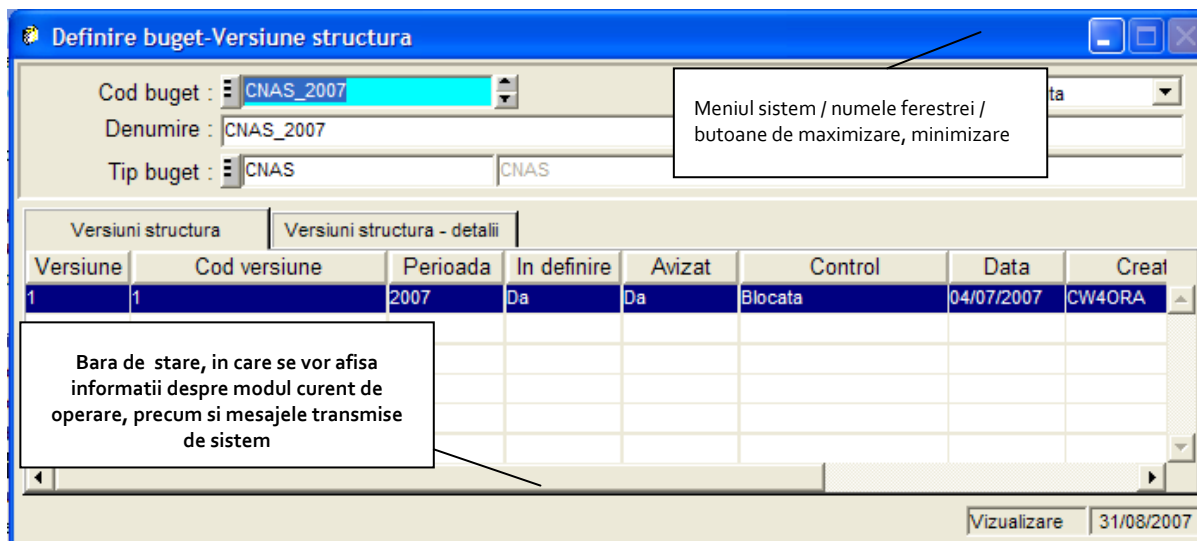 Definire buget-Versiune structura
Cod buget : CNAS_2007 ta
Meniul sistem / numele ferestrei /
butoane de maximizare, minimizare
Denumire : CNAS_2007
Tip buget : CNAS CNAS
Versiuni structura Versiuni structura - detalii
Versiune Cod versiune Perioada In definire Avizat Control Data Creat
1 1 2007 Da Da Blocata 04/07/2007 CW4ORA
Bara de stare, in care se vor afisa
informatii despre modul curent de
operare, precum si mesajele transmise
de sistem
Vizualizare 31/08/2007